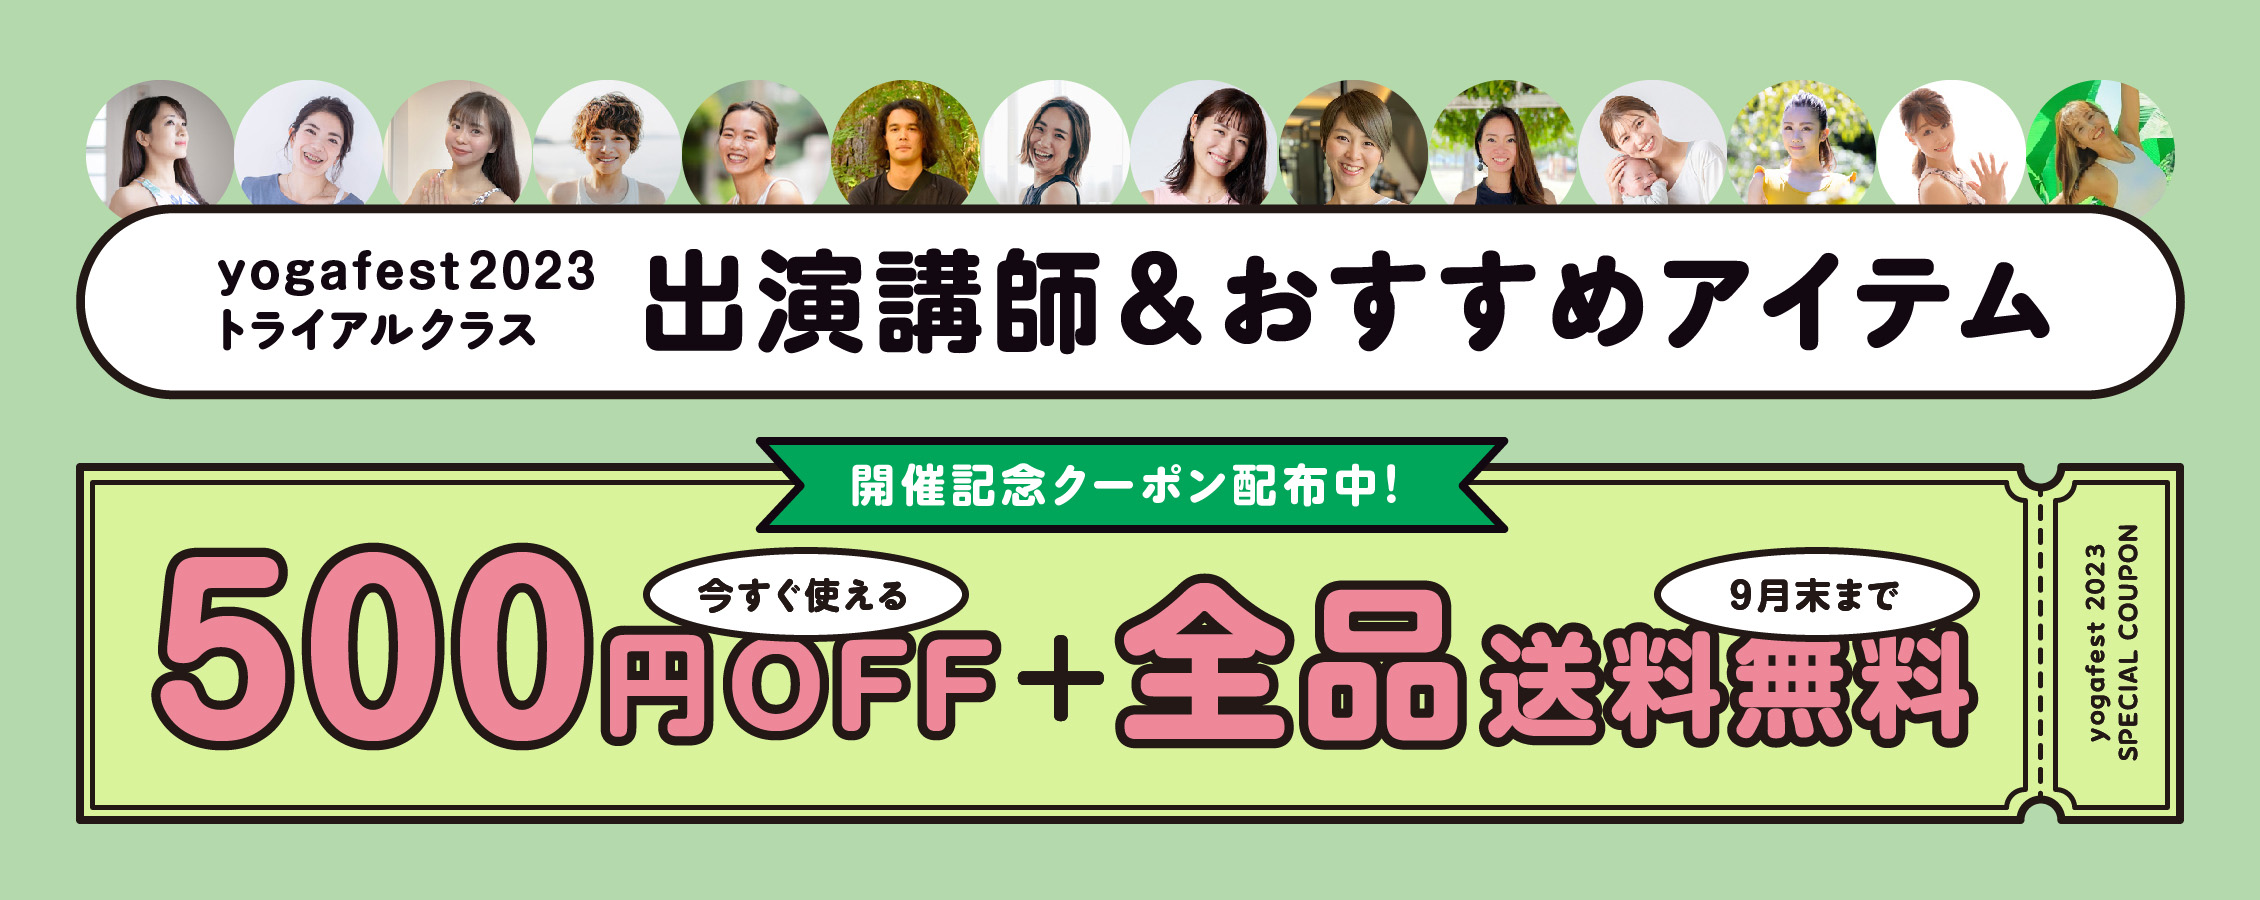 yogafest2023
トライアルクラス
出演講師&おすすめアイテム
開催記念クーポン配布中!
今すぐ使える
500円OFF+全品送料無料
9月末まで
yogafest 2023
SPECIAL COUPON